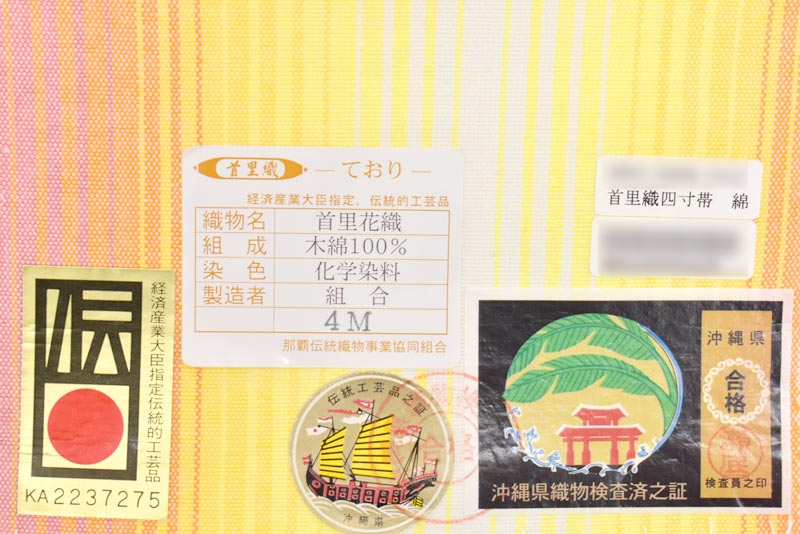 首里織
―ており―
経済産業大臣指定、伝統的工芸品
織物名 首里花織
組成 木綿100%
染色 化学染料
製造者 組合
4M
那覇伝統織物事業協同組合
首里織四寸帯 綿
伝
経済産業大臣指定伝統的工芸品
KA2237275
伝統工芸品之証
沖縄県
沖縄県
合格
検査員之印
沖縄県織物検査済之証